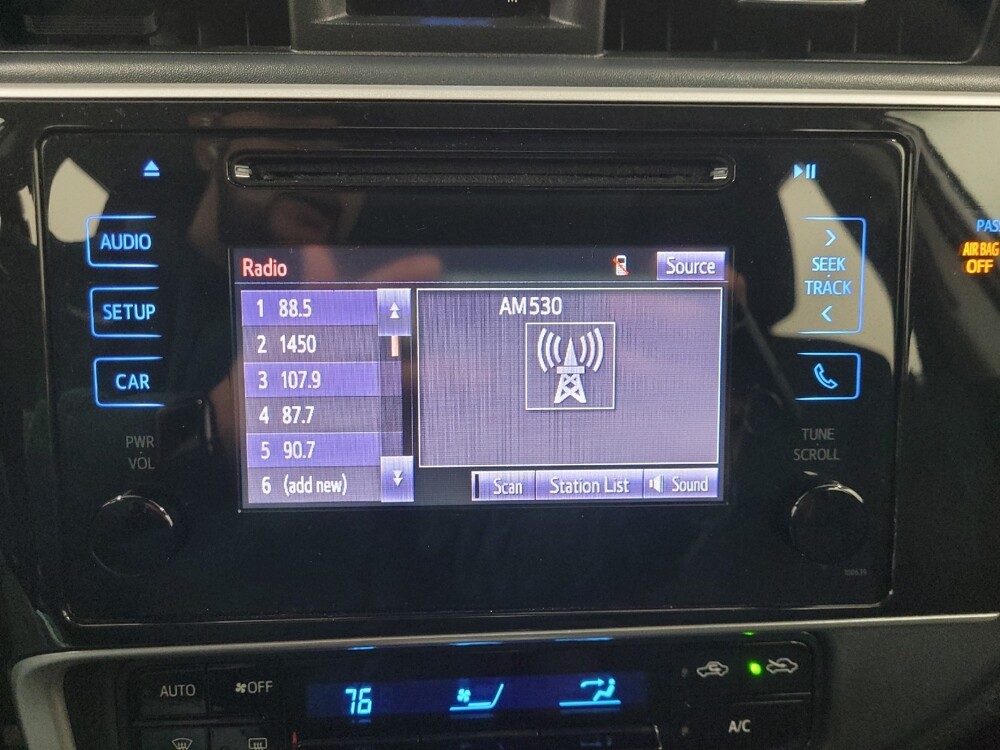 AUDIO
SETUP
CAR
PWR
VOL
Radio
Source
1 88.5
2 1450
3 107.9
4 87.7
5 90.7
6 (add new)
AM 530
Scan
Station List
Sound
SEEK
TRACK
TUNE
SCROLL
PAS
AIR BAG
OFF
AUTO
OFF
76
A/C